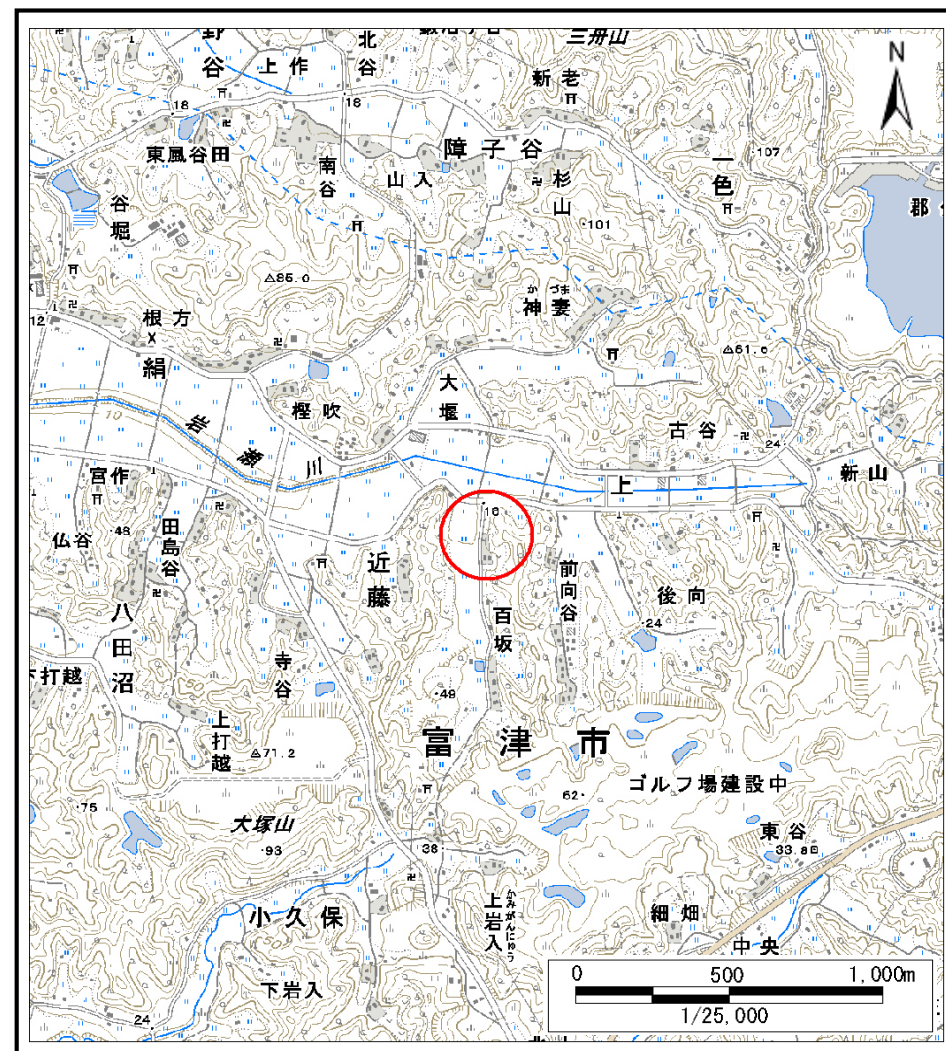 三舟山
北谷
野谷
上作
新老
18
18
N
東風谷田
南谷
山入
障子谷
杉山
一色
・107
・101
郡
谷堀
△86.0
かづま
神妻
12
根方
絹
△61.6
大堰
樫吹
古谷
24
岩瀬川
上
新山
宮作
16
仏谷
・48
田島谷
近藤
前向谷
後向
・24
八田沼
百坂
下打越
寺谷
・49
上打越
△71.2
富津市
ゴルフ場建設中
62・
・75
大塚山
・93
38
東谷
33.8
小久保
上岩入
かみがんにゅう
細畑
中央
下岩入
24
0 500 1,000m
1/25,000